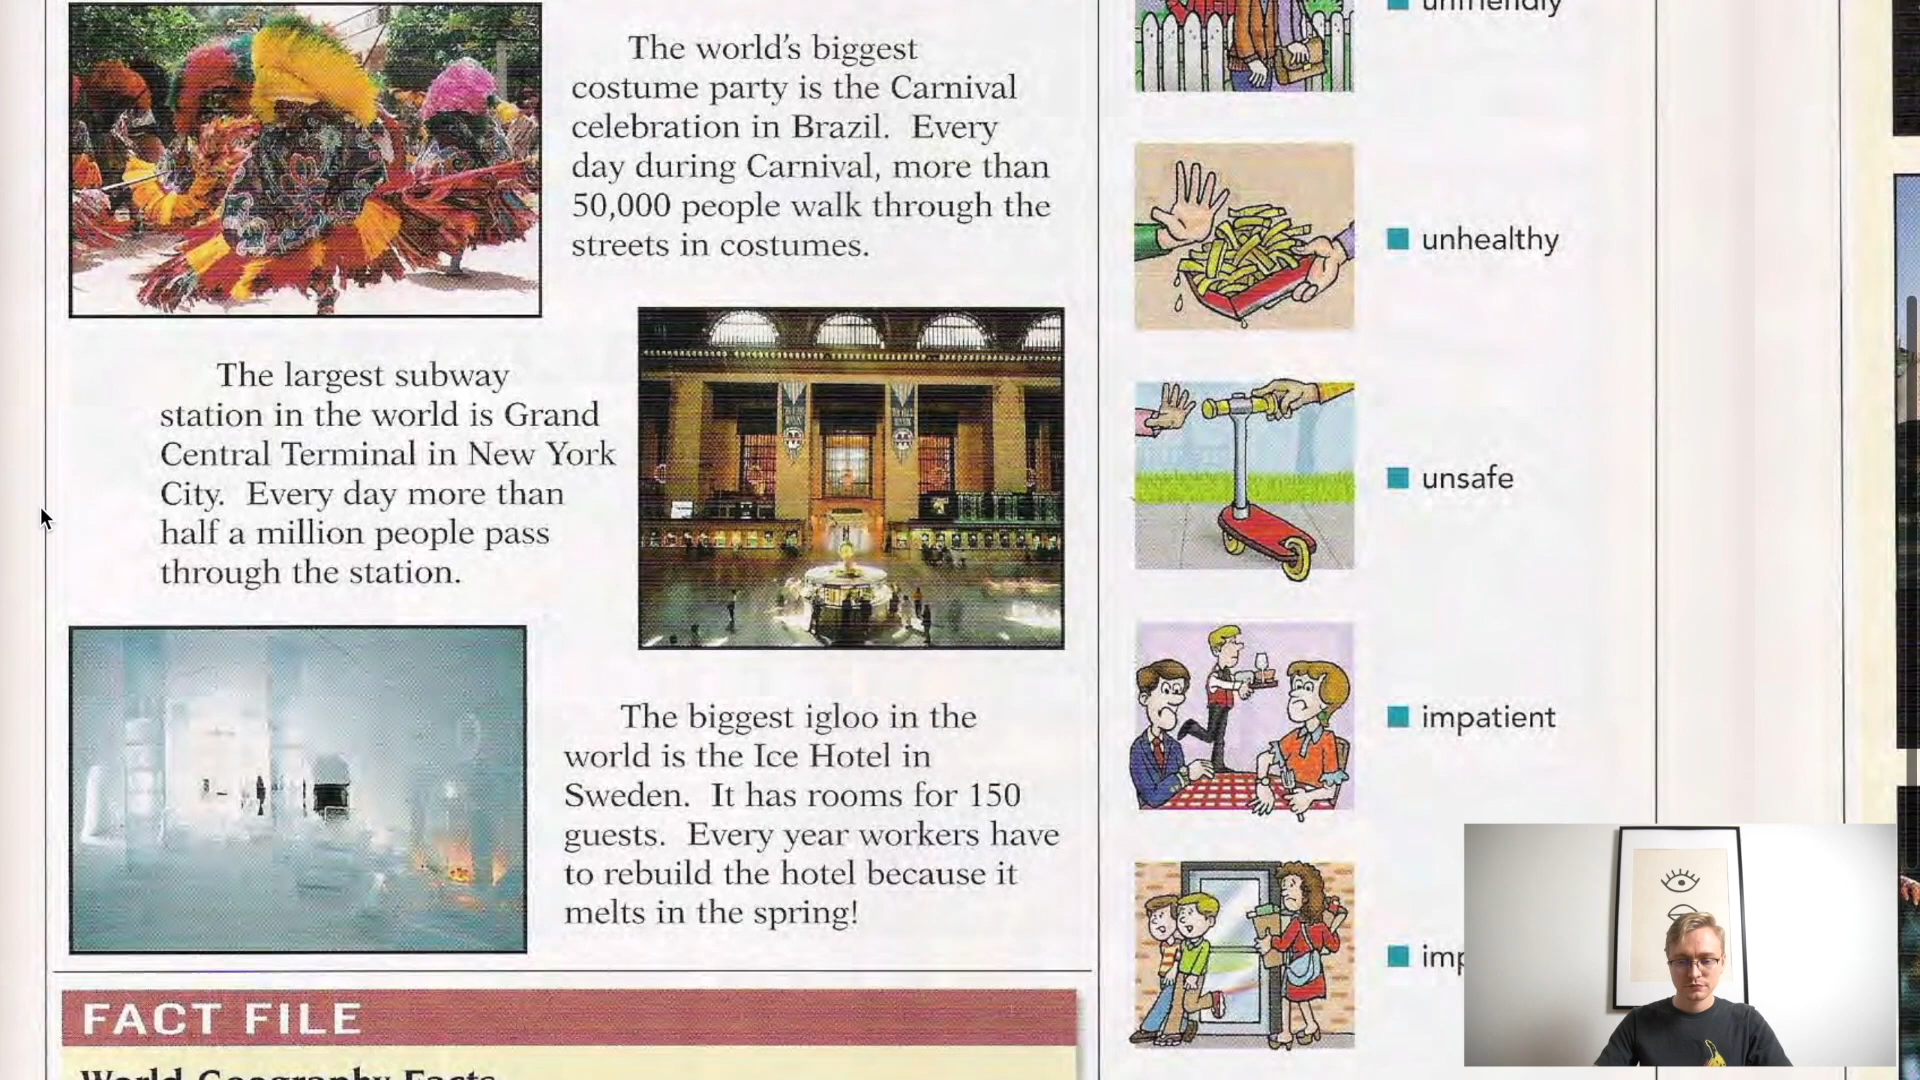 The world's biggest
costume party is the Carnival
celebration in Brazil. Every
day during Carnival, more than
50,000 people walk through the
streets in costumes.
The largest subway
station in the world is Grand
Central Terminal in New York
City. Every day more than
half a million people pass
through the station.
The biggest igloo in the
world is the Ice Hotel in
Sweden. It has rooms for 150
guests. Every year workers have
to rebuild the hotel because it
melts in the spring!
FACT FILE
World Geography Facts
unfriendly
unhealthy
unsafe
impatient